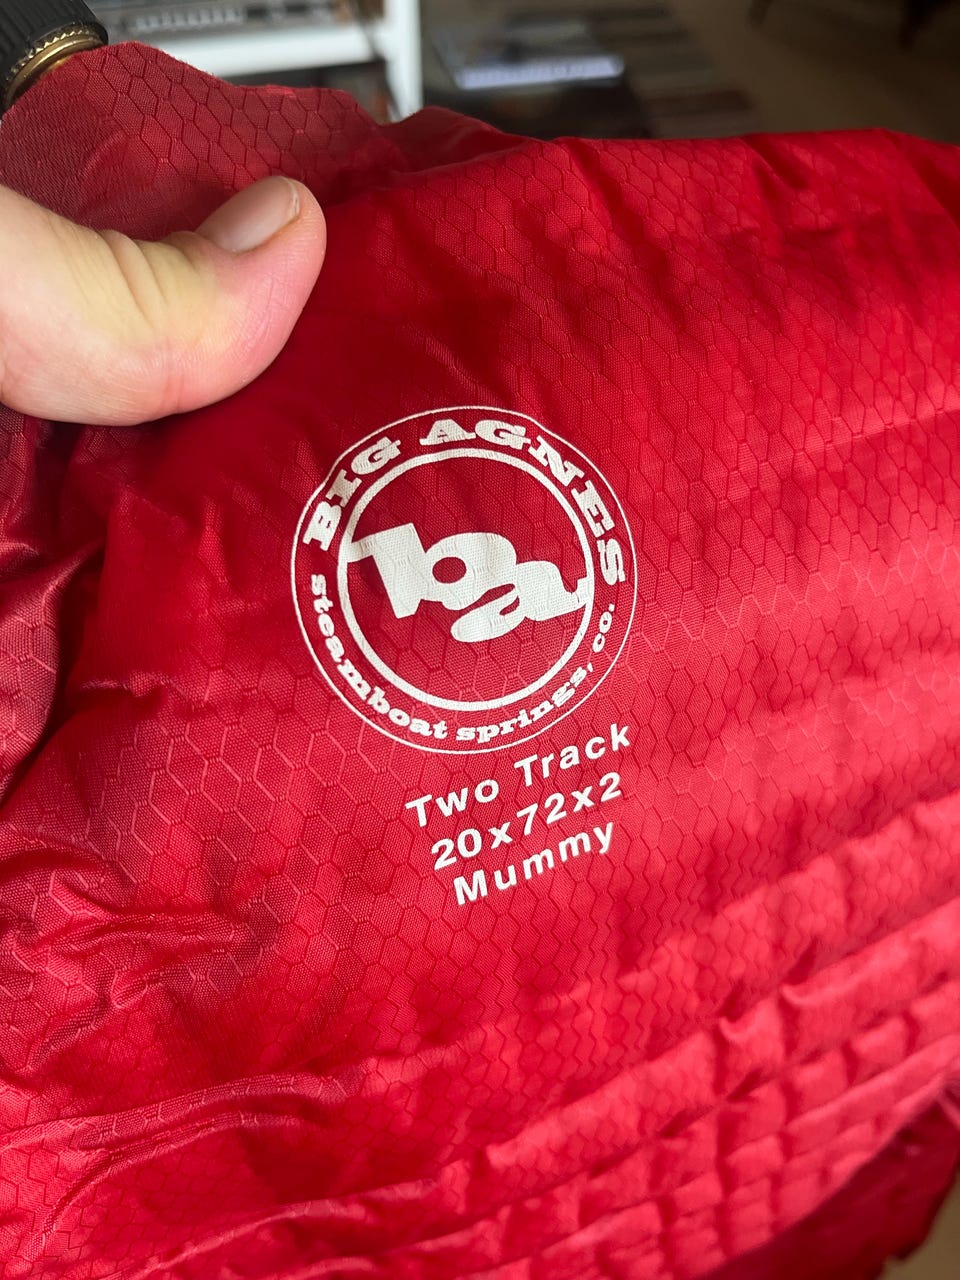 BIG AGNES
ba
steamboat springs, co.
Two Track
20x72x2
Mummy